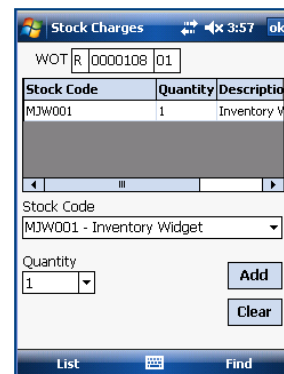 Stock Charges 3:57 ok
WOT R 0000108 01
Stock Code Quantity Descriptio
MJW001 1 Inventory W
Stock Code
MJW001 - Inventory Widget
Quantity
1
Add
Clear
List Find